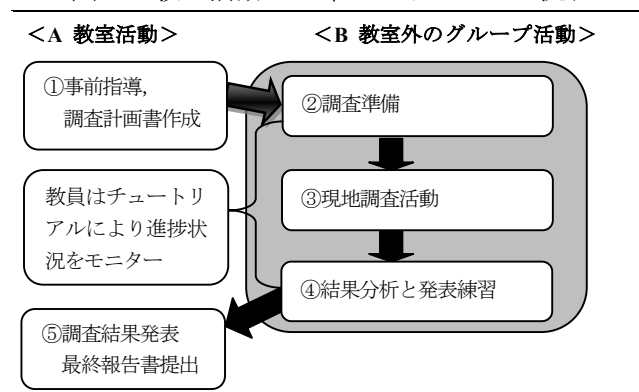 <A 教室活動>
<B 教室外のグループ活動>
①事前指導,
調査計画書作成
②調査準備
教員はチュートリ
アルにより進捗状
況をモニター
③現地調査活動
④結果分析と発表練習
⑤調査結果発表
最終報告書提出